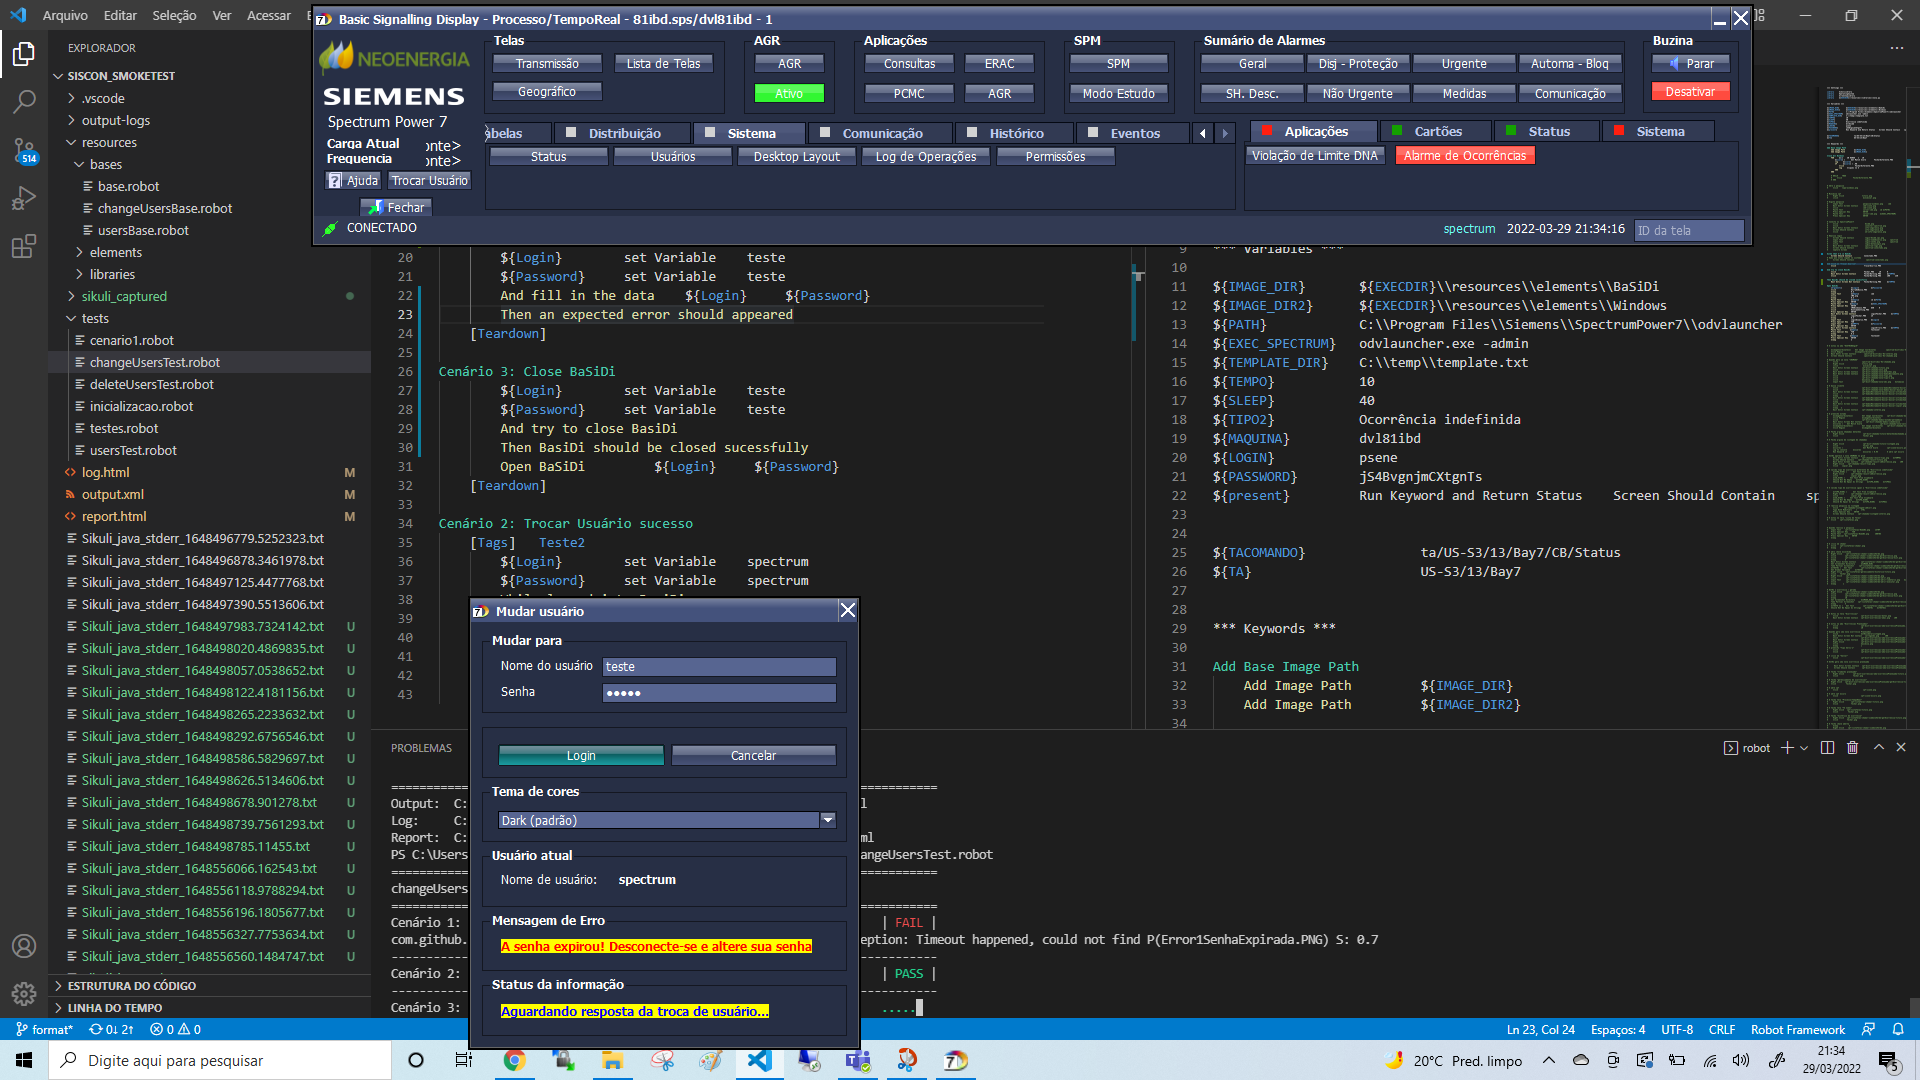 Arquivo
Editar
Seleção
Ver
Acessar
Basic Signalling Display - Processo/TempoReal - 81ibd.sps/dvl81ibd - 1
NEOENERGIA
SIEMENS
Spectrum Power 7
Carga Atual
onte>
Frequencia
onte>
Ajuda
Trocar Usuário
Fechar
CONECTADO
Telas
Transmissão
Lista de Telas
Geográfico
AGR
AGR
Ativo
Aplicações
Consultas
ERAC
PCMC
AGR
SPM
SPM
Modo Estudo
Sumário de Alarmes
Geral
Disj - Proteção
Urgente
Automa - Bloq
SH. Desc.
Não Urgente
Medidas
Comunicação
Buzina
Parar
Desativar
abelas
Distribuição
Sistema
Comunicação
Histórico
Eventos
Status
Usuários
Desktop Layout
Log de Operações
Permissões
Aplicações
Cartões
Status
Sistema
Violação de Limite DNA
Alarme de Ocorrências
spectrum
2022-03-29 21:34:16
ID da tela
EXPLORADOR
SISCON_SMOKETEST
.vscode
output-logs
resources
bases
base.robot
changeUsersBase.robot
usersBase.robot
elements
libraries
sikuli_captured
tests
cenario1.robot
changeUsersTest.robot
deleteUsersTest.robot
inicializacao.robot
testes.robot
usersTest.robot
log.html M
output.xml M
report.html M
Sikuli_java_stderr_1648496779.5252323.txt
Sikuli_java_stderr_1648496878.3461978.txt
Sikuli_java_stderr_1648497125.4477768.txt
Sikuli_java_stderr_1648497390.5513606.txt
Sikuli_java_stderr_1648497983.7324142.txt U
Sikuli_java_stderr_1648498020.4869835.txt U
Sikuli_java_stderr_1648498057.0538652.txt U
Sikuli_java_stderr_1648498122.4181156.txt U
Sikuli_java_stderr_1648498265.2233632.txt U
Sikuli_java_stderr_1648498292.6756546.txt U
Sikuli_java_stderr_1648498586.5829697.txt U
Sikuli_java_stderr_1648498626.5134606.txt U
Sikuli_java_stderr_1648498678.901278.txt U
Sikuli_java_stderr_1648498739.7561293.txt U
Sikuli_java_stderr_1648498785.11455.txt U
Sikuli_java_stderr_1648556066.162543.txt U
Sikuli_java_stderr_1648556118.9788294.txt U
Sikuli_java_stderr_1648556196.1805677.txt U
Sikuli_java_stderr_1648556327.7753634.txt U
Sikuli_java_stderr_1648556560.1484747.txt U
ESTRUTURA DO CÓDIGO
LINHA DO TEMPO
514
20 ${Login} set Variable teste
21 ${Password} set Variable teste
22 And fill in the data ${Login} ${Password}
23 Then an expected error should appeared
24 [Teardown]
25
26 Cenário 3: Close BaSiDi
27 ${Login} set Variable teste
28 ${Password} set Variable teste
29 And try to close BasiDi
30 Then BasiDi should be closed sucessfully
31 Open BaSiDi ${Login} ${Password}
32 [Teardown]
33
34 Cenário 2: Trocar Usuário sucesso
35 [Tags] Teste2
36 ${Login} set Variable spectrum
37 ${Password} set Variable spectrum
38
39
40
41
42
43
9 *** Variables ***
10
11 ${IMAGE_DIR} ${EXECDIR}\\resources\\elements\\BaSiDi
12 ${IMAGE_DIR2} ${EXECDIR}\\resources\\elements\\Windows
13 ${PATH} C:\\Program Files\\Siemens\\SpectrumPower7\\odvlauncher
14 ${EXEC_SPECTRUM} odvlauncher.exe -admin
15 ${TEMPLATE_DIR} C:\\temp\\template.txt
16 ${TEMPO} 10
17 ${SLEEP} 40
18 ${TIPO2} Ocorrência indefinida
19 ${MAQUINA} dvl81ibd
20 ${LOGIN} psene
21 ${PASSWORD} jS4BvgnjmCXtgnTs
22 ${present} Run Keyword and Return Status Screen Should Contain sp
23
24
25 ${TACOMANDO} ta/US-S3/13/Bay7/CB/Status
26 ${TA} US-S3/13/Bay7
27
28
29 *** Keywords ***
30
31 Add Base Image Path
32 Add Image Path ${IMAGE_DIR}
33 Add Image Path ${IMAGE_DIR2}
34
Mudar usuário
Mudar para
Nome do usuário teste
Senha ●●●●●
Login
Cancelar
Tema de cores
Dark (padrão)
Usuário atual
Nome de usuário: spectrum
Mensagem de Erro
A senha expirou! Desconecte-se e altere sua senha
Status da informação
Aguardando resposta da troca de usuário...
PROBLEMAS
robot
Output: C: l
Log: C:
Report: C: ml
PS C:\Users angeUsersTest.robot
changeUsers
Cenário 1: | FAIL |
com.github. eption: Timeout happened, could not find P(Error1SenhaExpirada.PNG) S: 0.7
Cenário 2: | PASS |
Cenário 3: .....
format*
0↓ 2↑
0 0
Ln 23, Col 24
Espaços: 4
UTF-8
CRLF
Robot Framework
Digite aqui para pesquisar
20°C Pred. limpo
21:34
29/03/2022
5